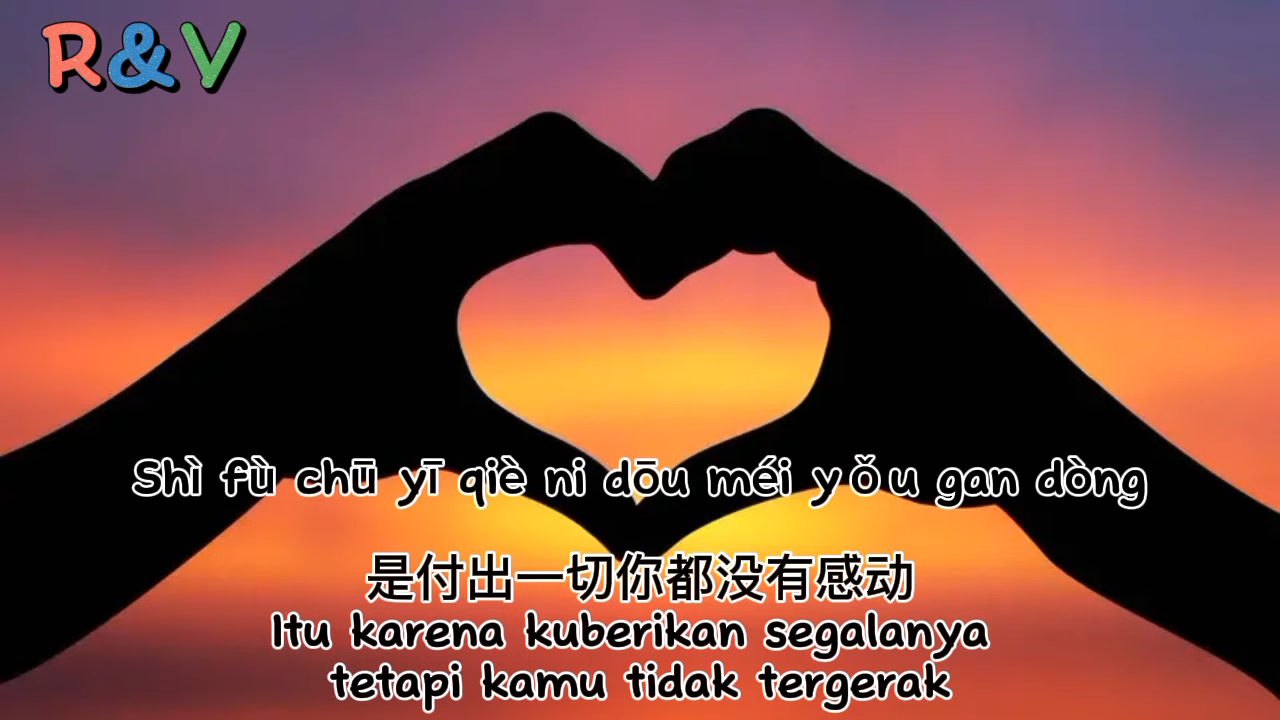 R&V
Shì fù chū yī qiè ni dōu méi yǒu gan dòng
是付出一切你都没有感动
Itu karena kuberikan segalanya
tetapi kamu tidak tergerak